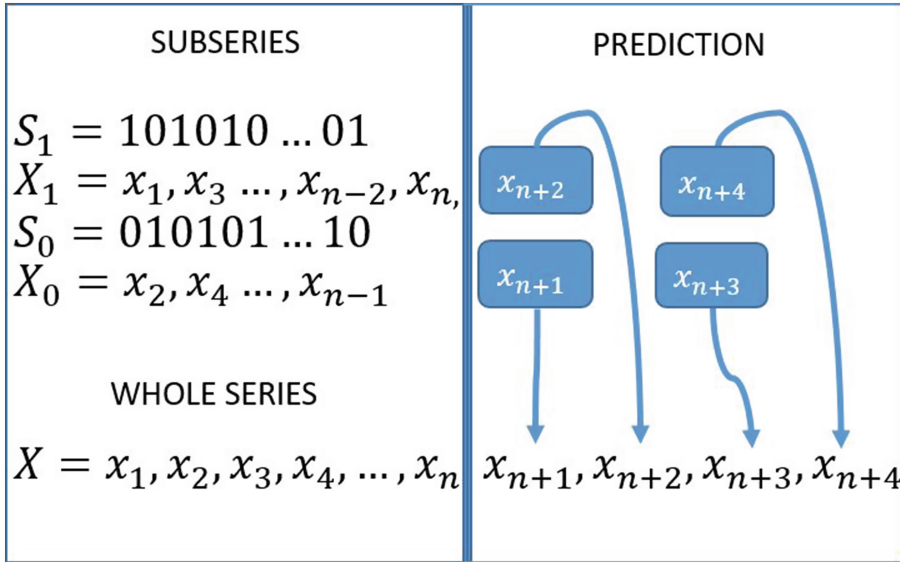 SUBSERIES
S₁ = 101010 … 01
X₁ = x₁, x₃ …, xₙ₋₂, xₙ,
S₀ = 010101 … 10
X₀ = x₂, x₄ …, xₙ₋₁
WHOLE SERIES
X = x₁, x₂, x₃, x₄, …, xₙ
PREDICTION
xₙ₊₂ xₙ₊₄
xₙ₊₁ xₙ₊₃
xₙ₊₁, xₙ₊₂, xₙ₊₃, xₙ₊₄